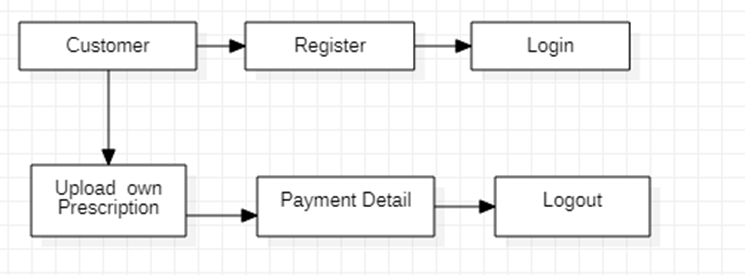 Customer
Register
Login
Upload own
Prescription
Payment Detail
Logout